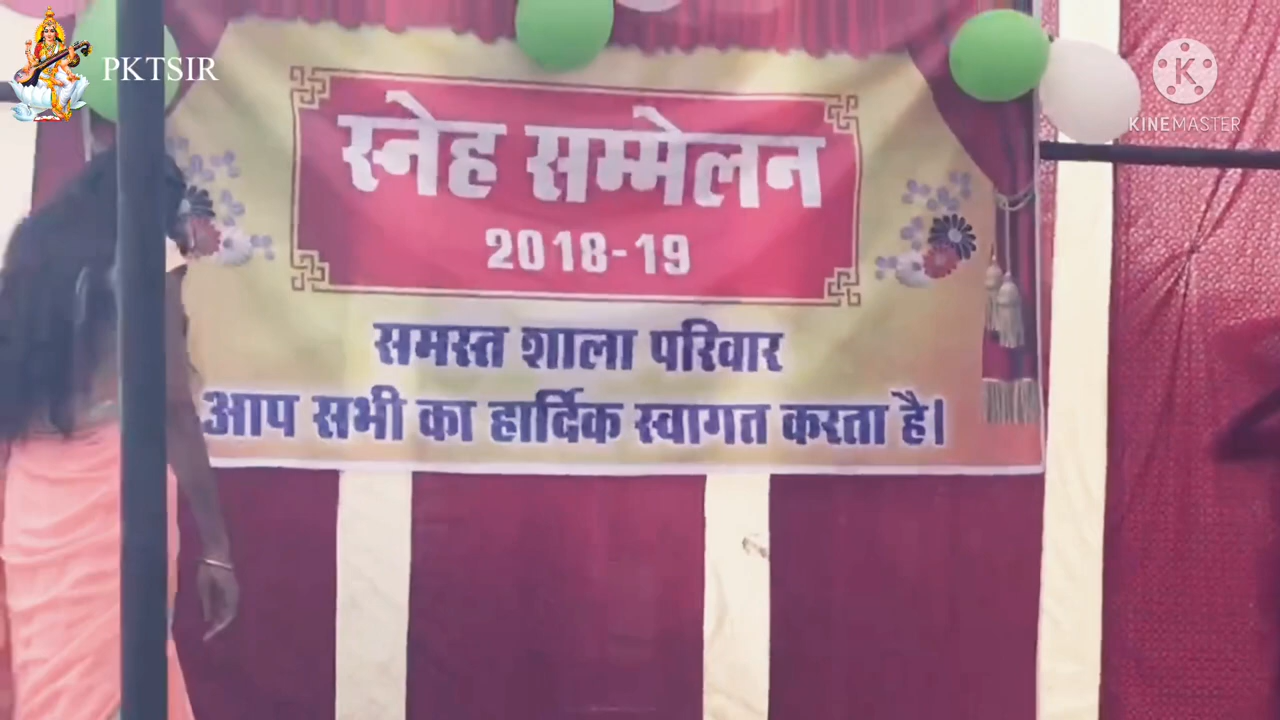 PKTSIR
K
KINEMASTER
स्नेह सम्मेलन
2018-19
समस्त शाला परिवार
आप सभी का हार्दिक स्वागत करता है।